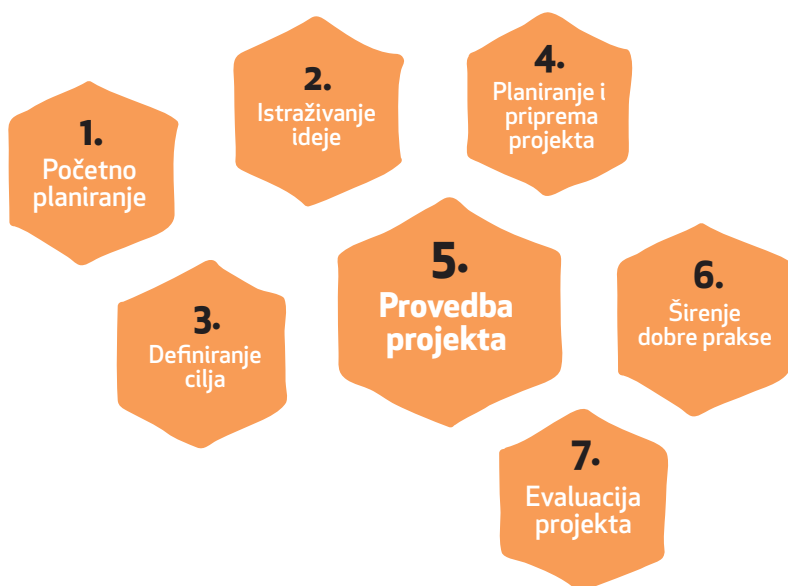 1.
Početno
planiranje
2.
Istraživanje
ideje
3.
Definiranje
cilja
4.
Planiranje i
priprema
projekta
5.
Provedba
projekta
6.
Širenje
dobre prakse
7.
Evaluacija
projekta